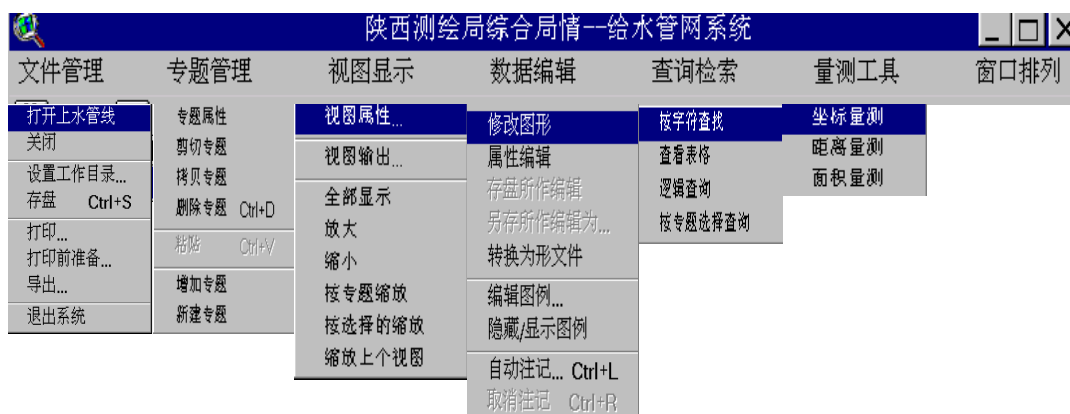 陕西测绘局综合局情--给水管网系统
文件管理 专题管理 视图显示 数据编辑 查询检索 量测工具 窗口排列
打开上水管线
关闭
设置工作目录...
存盘 Ctrl+S
打印...
打印前准备...
导出...
退出系统
专题属性
剪切专题
拷贝专题
删除专题 Ctrl+D
粘贴 Ctrl+V
增加专题
新建专题
视图属性...
视图输出...
全部显示
放大
缩小
按专题缩放
按选择的缩放
缩放上个视图
修改图形
属性编辑
存盘所作编辑
另存所作编辑为...
转换为形文件
编辑图例...
隐藏/显示图例
自动注记... Ctrl+L
取消注记 Ctrl+R
按字符查找
查看表格
逻辑查询
按专题选择查询
坐标量测
距离量测
面积量测